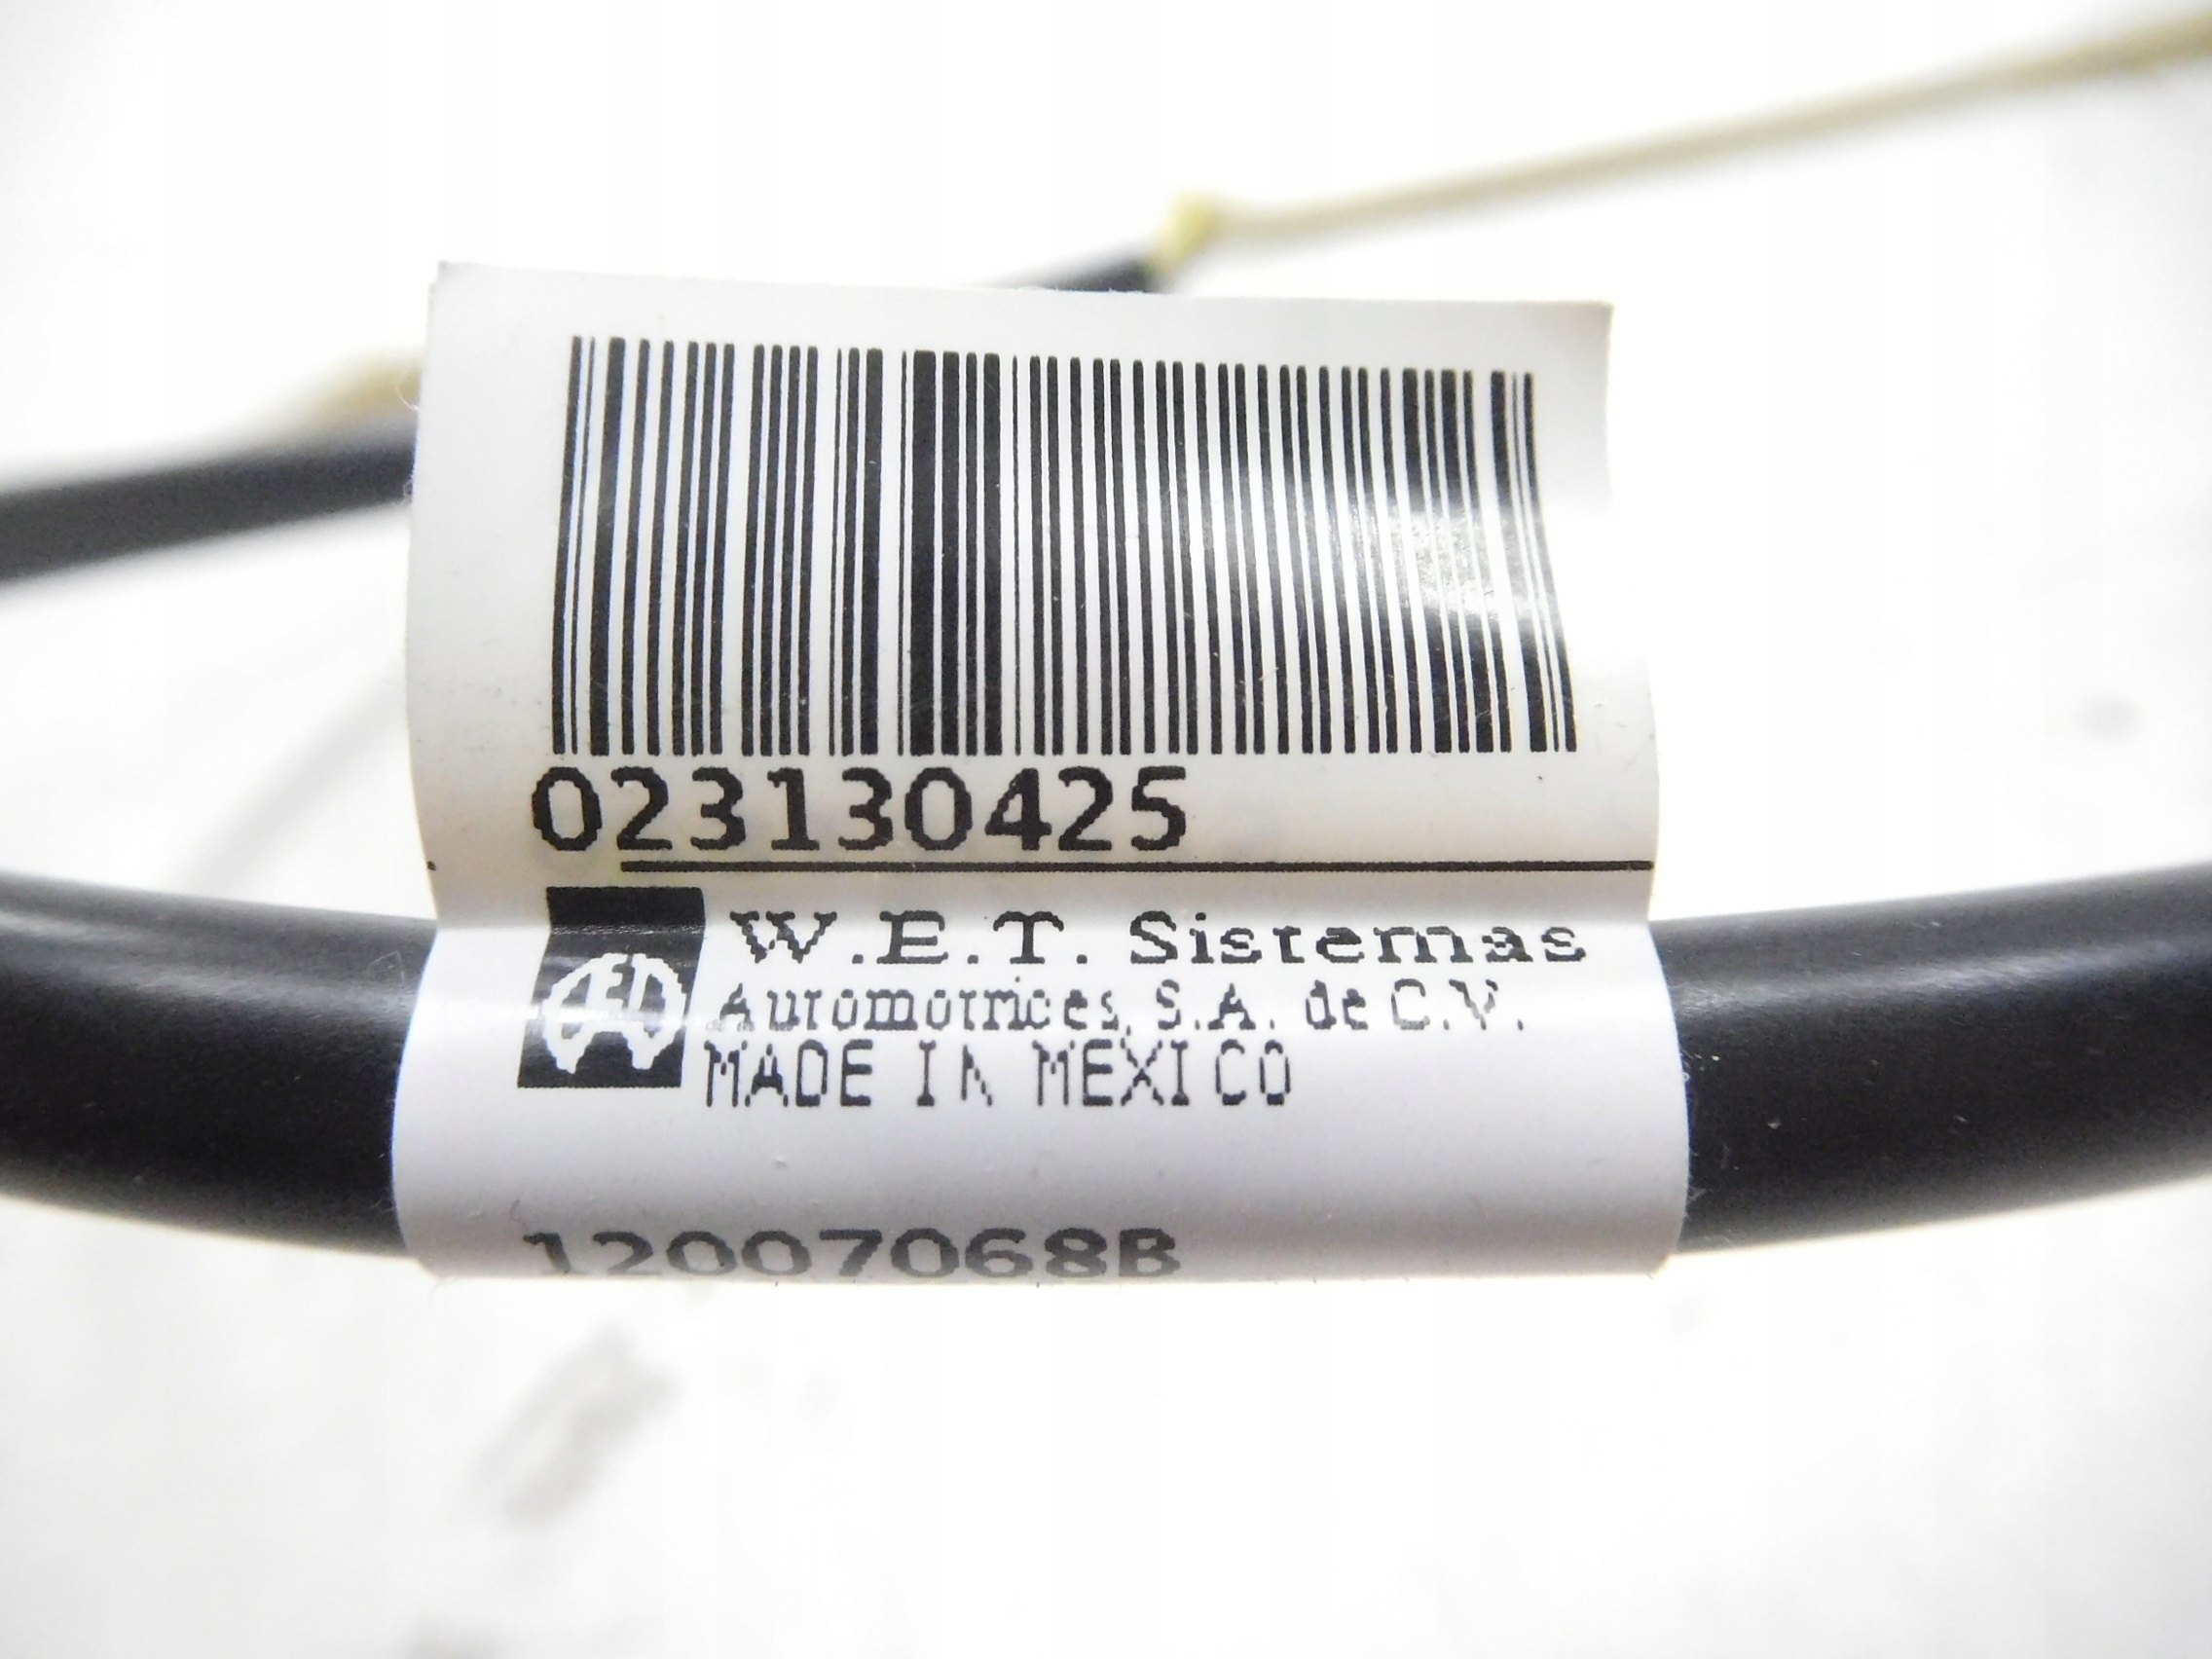 023130425
W.E.T. Sistemas
Automotrices, S.A. de C.V.
MADE IN MEXICO
12007068B